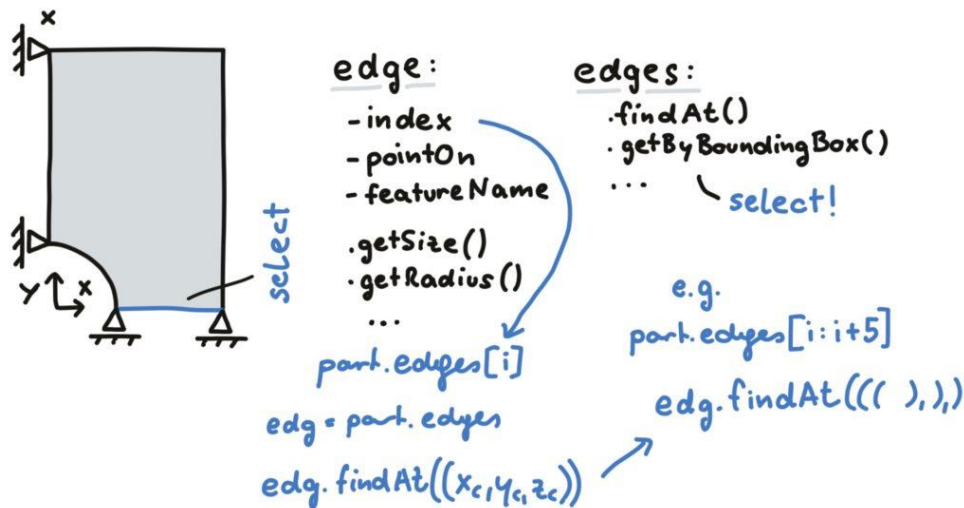 x
y x
select
edge:
- index
- pointOn
- featureName
.getSize()
.getRadius()
...
part.edges[i]
edg = part.edges
edg.findAt((xc, yc, zc))
edges:
.findAt()
.getByBoundingBox()
...
select!
e.g.
part.edges[i:i+5]
edg.findAt((( ),),)